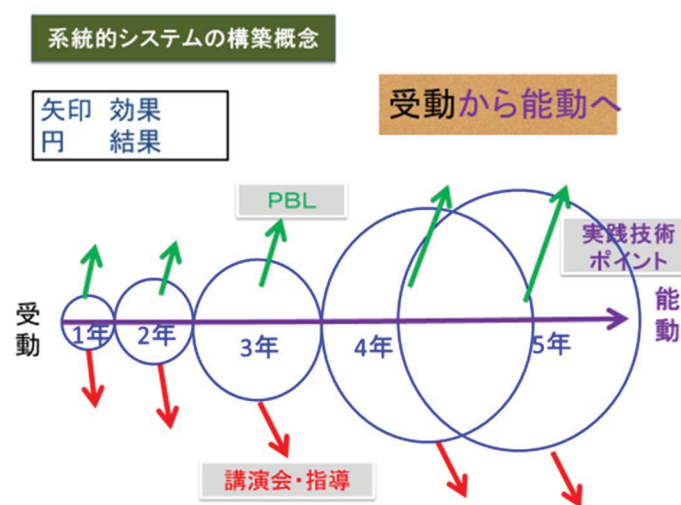 系統的システムの構築概念
矢印 効果
円 結果
受動から能動へ
PBL
実践技術
ポイント
受動
1年
2年
3年
4年
5年
能動
講演会・指導